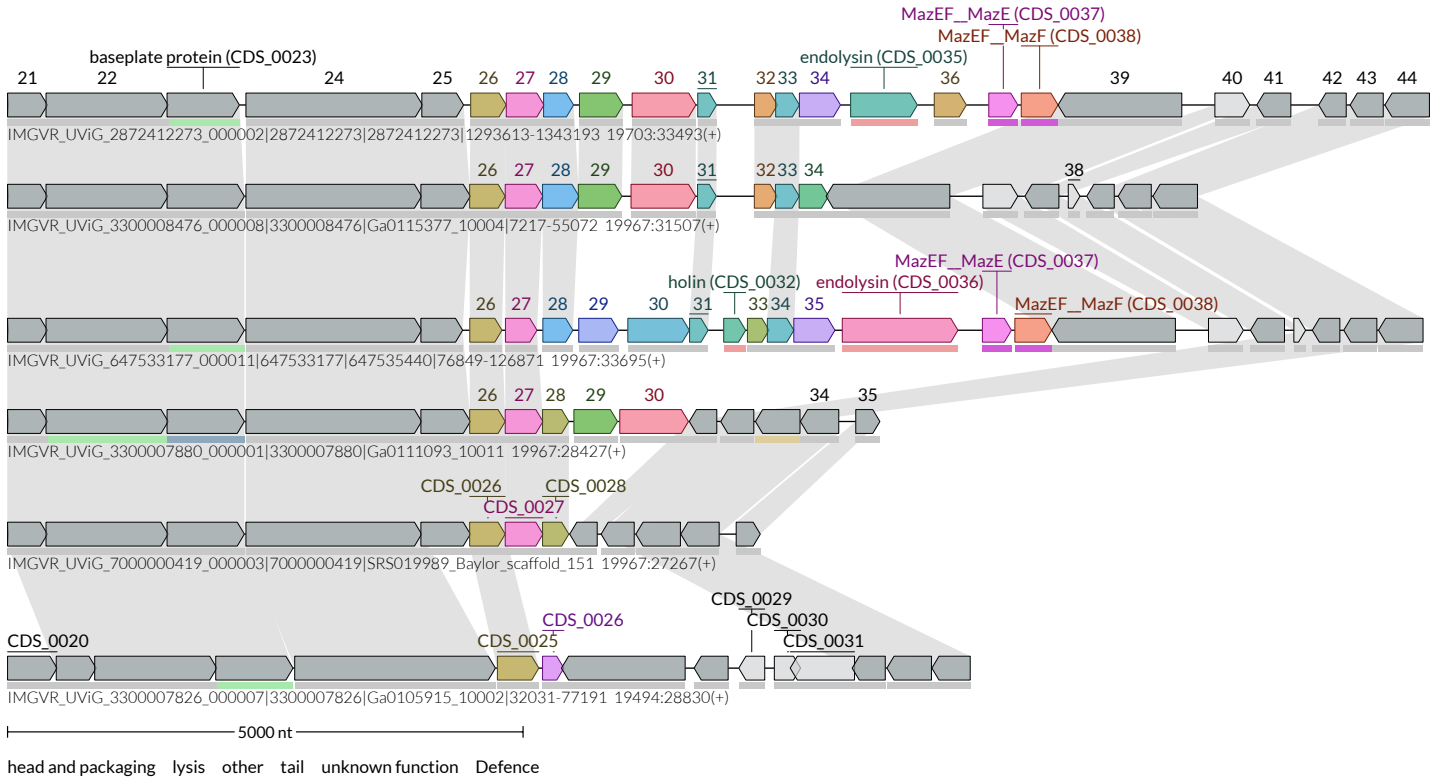 MazEF__MazE (CDS_0037)
MazEF__MazF (CDS_0038)
baseplate protein (CDS_0023) endolysin (CDS_0035)
21 22 24 25 26 27 28 29 30 31 32 33 34 36 39 40 41 42 43 44
IMGVR_UViG_2872412273_000002|2872412273|2872412273|1293613-1343193 19703:33493(+)
26 27 28 29 30 31 32 33 34 38
IMGVR_UViG_3300008476_000008|3300008476|Ga0115377_10004|7217-55072 19967:31507(+)
MazEF__MazE (CDS_0037)
holin (CDS_0032) endolysin (CDS_0036)
26 27 28 29 30 31 33 34 35 MazEF__MazF (CDS_0038)
IMGVR_UViG_647533177_000011|647533177|647535440|76849-126871 19967:33695(+)
26 27 28 29 30 34 35
IMGVR_UViG_3300007880_000001|3300007880|Ga0111093_10011 19967:28427(+)
CDS_0026 CDS_0028
CDS_0027
IMGVR_UViG_7000000419_000003|7000000419|SRS019989_Baylor_scaffold_151 19967:27267(+)
CDS_0029
CDS_0026 CDS_0030
CDS_0020 CDS_0025 CDS_0031
IMGVR_UViG_3300007826_000007|3300007826|Ga0105915_10002|32031-77191 19494:28830(+)
5000 nt
head and packaging lysis other tail unknown function Defence